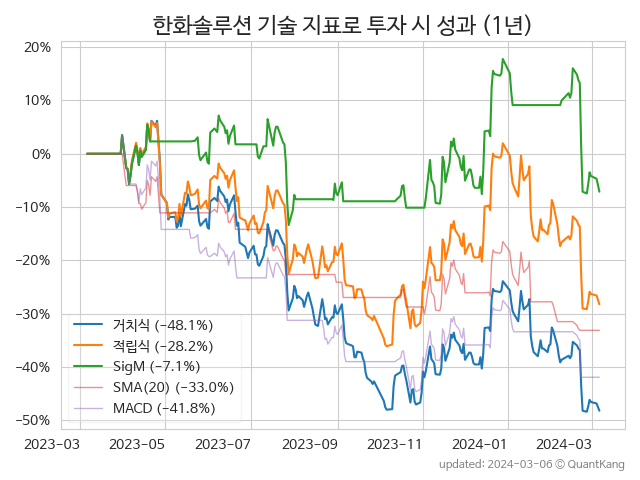 한화솔루션 기술 지표로 투자 시 성과 (1년)
20%
10%
0%
−10%
−20%
−30%
−40%
−50%
거치식 (−48.1%)
적립식 (−28.2%)
SigM (−7.1%)
SMA(20) (−33.0%)
MACD (−41.8%)
2023−03 2023−05 2023−07 2023−09 2023−11 2024−01 2024−03
updated: 2024-03-06 © QuantKang